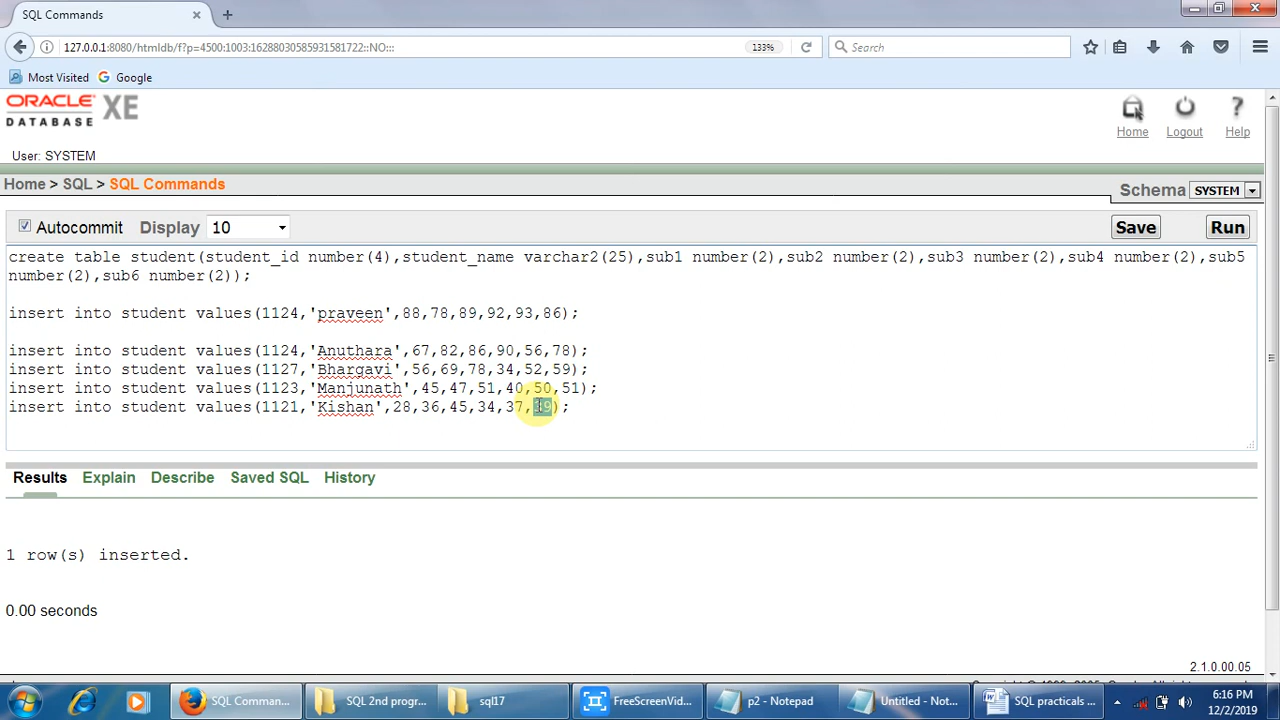 SQL Commands
127.0.0.1:8080/htmldb/f?p=4500:1003:16288030585931581722::NO:::
133%
Search
Most Visited
Google
ORACLE
DATABASE XE
Home
Logout
Help
User: SYSTEM
Home > SQL > SQL Commands
Schema SYSTEM
Autocommit Display 10
Save Run
create table student(student_id number(4),student_name varchar2(25),sub1 number(2),sub2 number(2),sub3 number(2),sub4 number(2),sub5
number(2),sub6 number(2));
insert into student values(1124,'praveen',88,78,89,92,93,86);
insert into student values(1124,'Anuthara',67,82,86,90,56,78);
insert into student values(1127,'Bhargavi',56,69,78,34,52,59);
insert into student values(1123,'Manjunath',45,47,51,40,50,51);
insert into student values(1121,'Kishan',28,36,45,34,37, );
Results Explain Describe Saved SQL History
1 row(s) inserted.
0.00 seconds
2.1.0.00.05
SQL Comman...
SQL 2nd progr...
sql17
FreeScreenVid...
p2 - Notepad
Untitled - Not...
SQL practicals ...
6:16 PM
12/2/2019